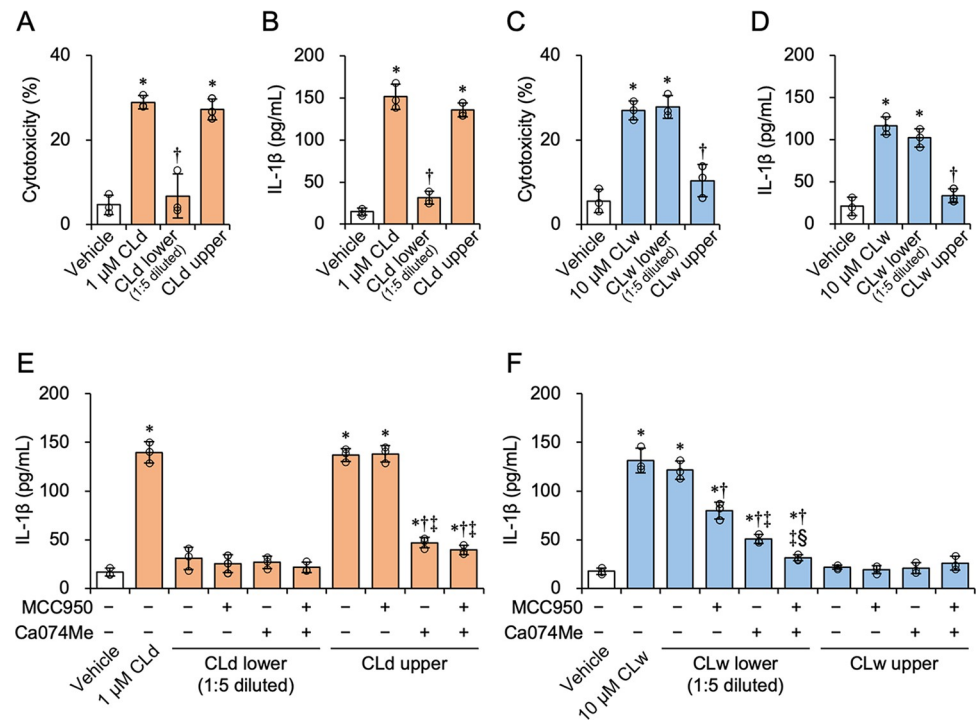 A
B
C
D
Cytotoxicity (%)
40
20
0
*
†
*
Vehicle
1 µM CLd
CLd lower
(1:5 diluted)
CLd upper
IL-1β (pg/mL)
200
150
100
50
0
*
†
*
Vehicle
1 µM CLd
CLd lower
(1:5 diluted)
CLd upper
Cytotoxicity (%)
40
20
0
*
*
†
Vehicle
10 µM CLw
CLw lower
(1:5 diluted)
CLw upper
IL-1β (pg/mL)
200
150
100
50
0
*
*
†
Vehicle
10 µM CLw
CLw lower
(1:5 diluted)
CLw upper
E
IL-1β (pg/mL)
200
150
100
50
0
*
*
*
*†‡
*†‡
MCC950 – – – + – + – + – +
Ca074Me – – – – + + – – + +
Vehicle
1 µM CLd
CLd lower
(1:5 diluted)
CLd upper
F
IL-1β (pg/mL)
200
150
100
50
0
*
*
*†
*†‡
*†
‡§
MCC950 – – – + – + – + – +
Ca074Me – – – – + + – – + +
Vehicle
10 µM CLw
CLw lower
(1:5 diluted)
CLw upper